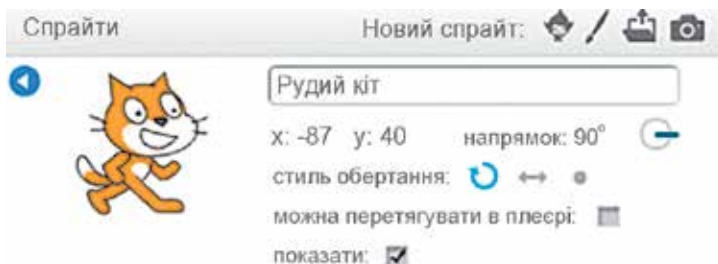 Спрайти Новий спрайт:
Рудий кіт
x: -87 y: 40 напрямок: 90°
стиль обертання:
можна перетягувати в плеєрі:
показати: